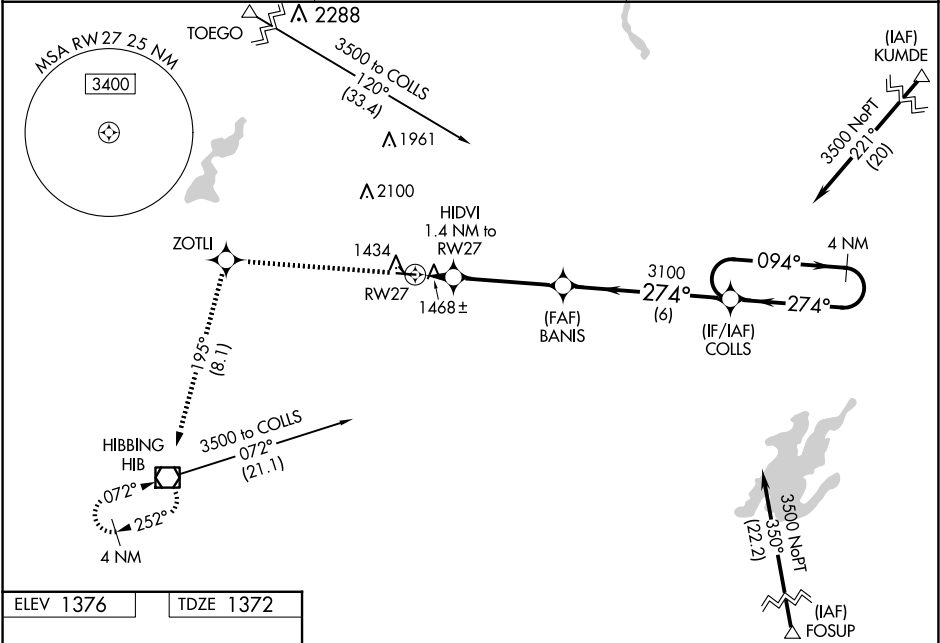 TOEGO
2288
MSA RW27 25 NM
3400
3500 to COLLS
120°
(33.4)
(IAF)
KUMDE
3500 NoPT
221°
(20)
1961
2100
ZOTLI
1434
RW27
1468±
HIDVI
1.4 NM to
RW27
(FAF)
BANIS
3100
274°
(6)
094°
4 NM
274°
(IF/IAF)
COLLS
195°
(8.1)
HIBBING
HIB
3500 to COLLS
072°
(21.1)
072°
252°
4 NM
3500 NoPT
350°
(22.2)
(IAF)
FOSUP
ELEV 1376
TDZE 1372